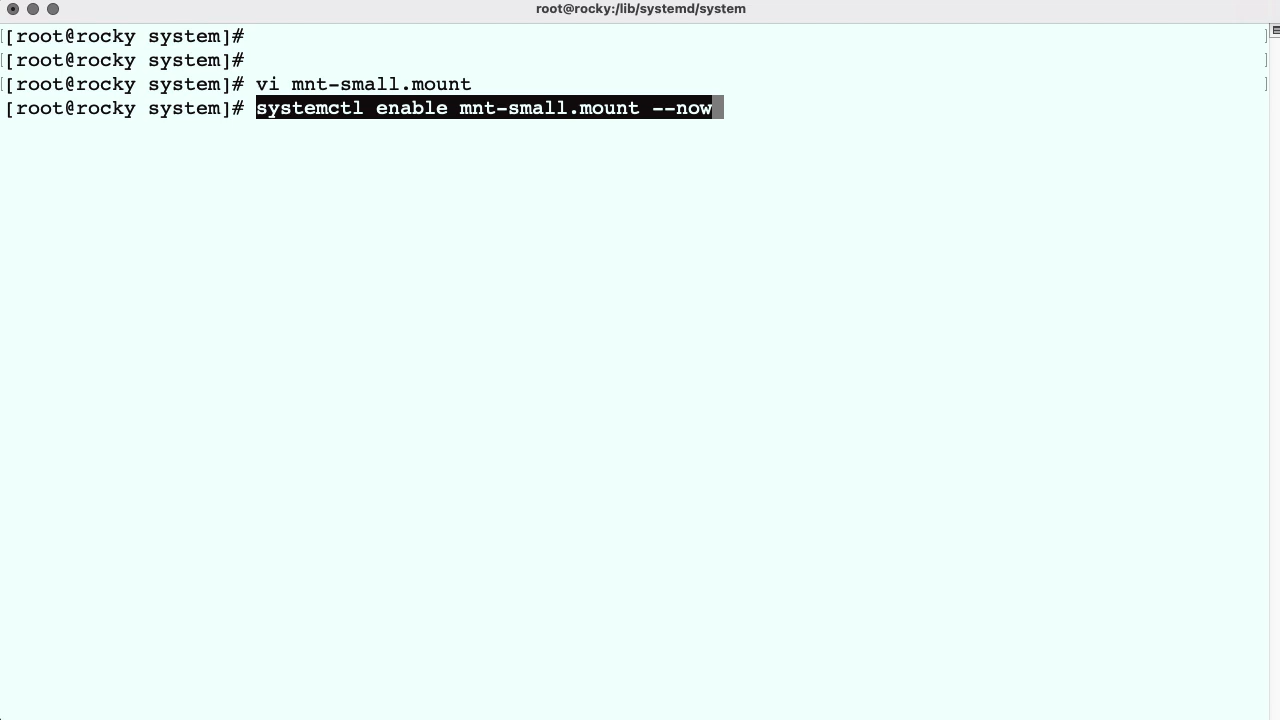 root@rocky:/lib/systemd/system
[root@rocky system]#
[root@rocky system]#
[root@rocky system]# vi mnt-small.mount
[root@rocky system]# systemctl enable mnt-small.mount --now